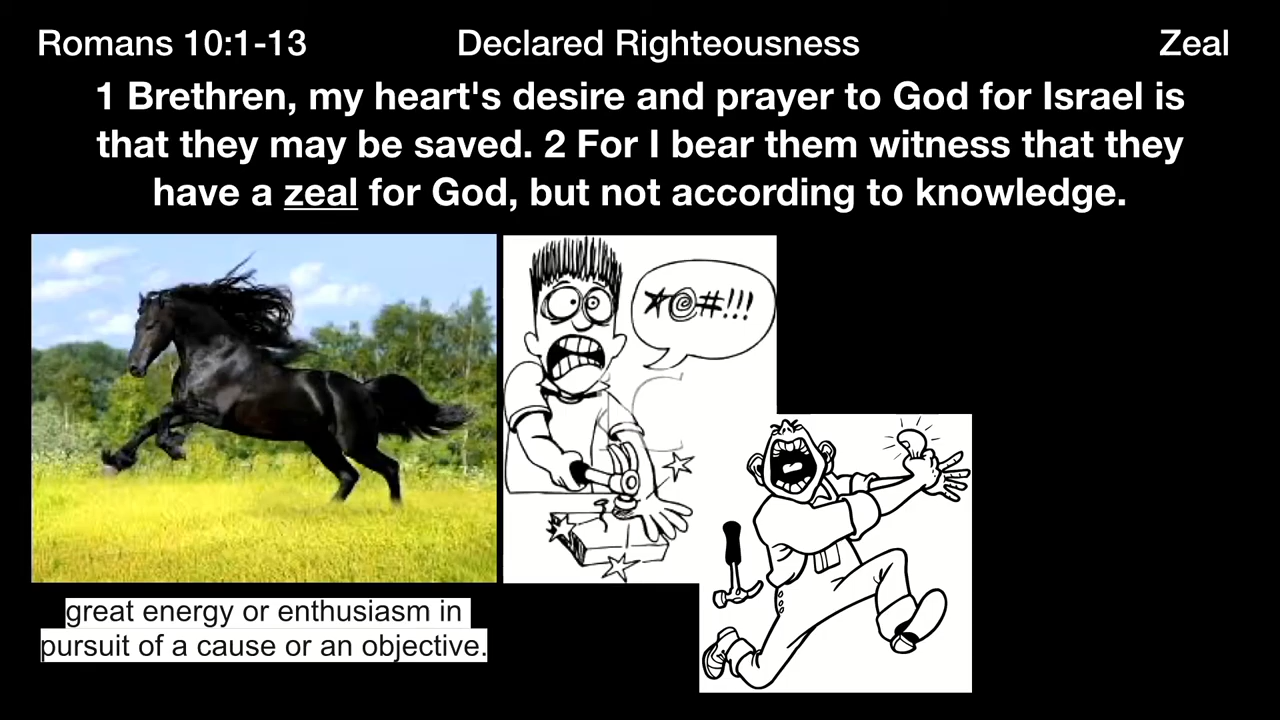 Romans 10:1-13 Declared Righteousness Zeal
1 Brethren, my heart's desire and prayer to God for Israel is
that they may be saved. 2 For I bear them witness that they
have a zeal for God, but not according to knowledge.
*@#!!!
great energy or enthusiasm in
pursuit of a cause or an objective.